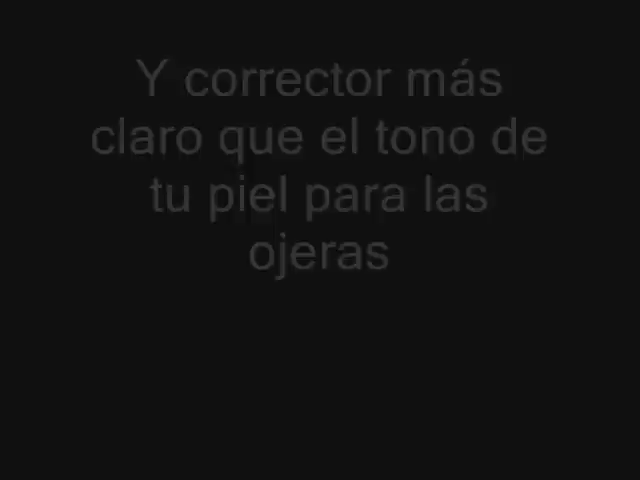 Y corrector más
claro que el tono de
tu piel para las
ojeras